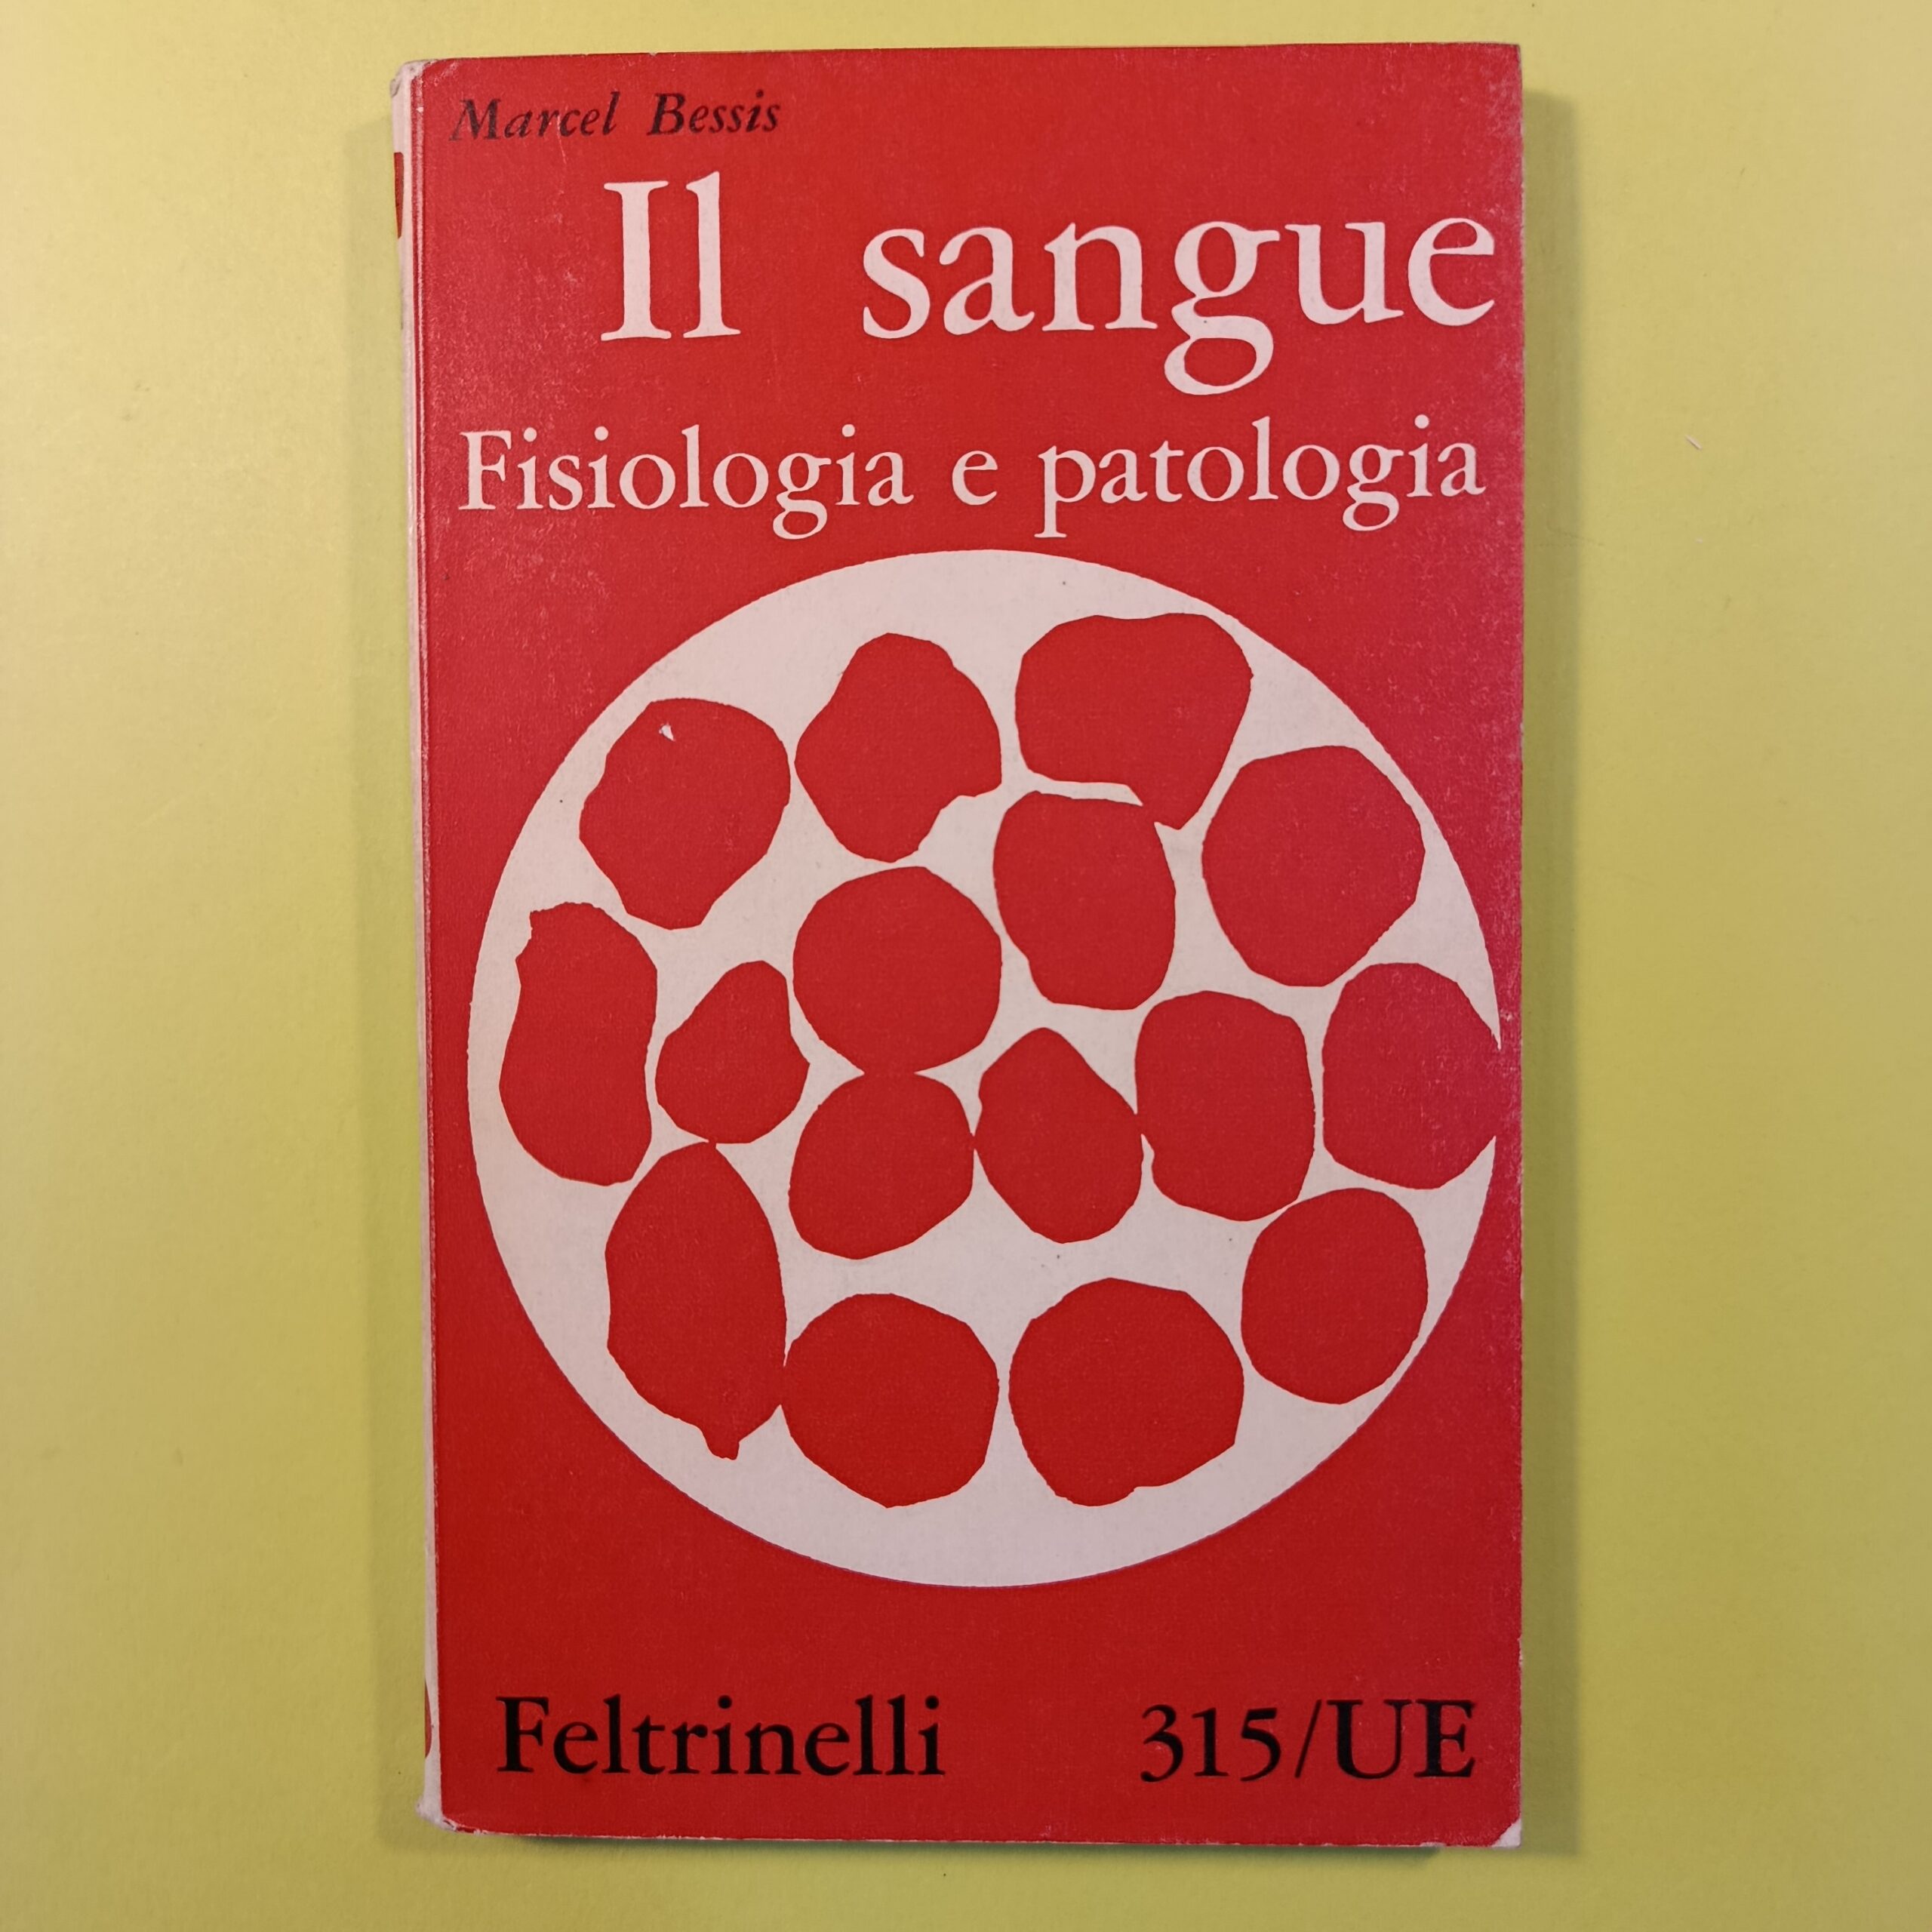 Marcel Bessis
Il sangue
Fisiologia e patologia
Feltrinelli 315/UE